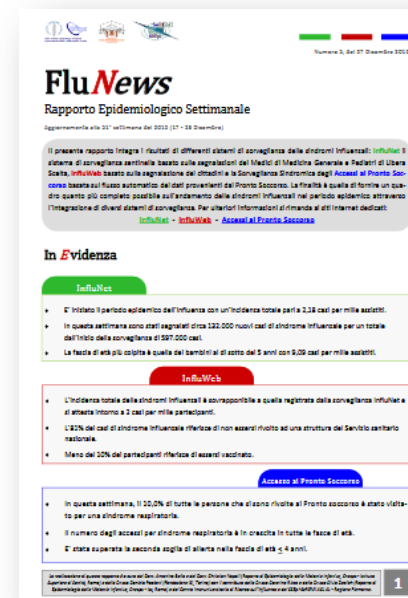 Numero 2, del 27 Dicembre 2012
FluNews
Rapporto Epidemiologico Settimanale
Aggiornamento alla 51° settimana del 2012 (17 - 23 Dicembre)
Il presente rapporto integra i risultati di differenti sistemi di sorveglianza delle sindromi influenzali: InfluNet il
sistema di sorveglianza sentinella basato sulle segnalazioni dei Medici di Medicina Generale e Pediatri di Libera
Scelta, InfluWeb basato sulla segnalazione dei cittadini e la Sorveglianza Sindromica degli Accessi al Pronto Soc-
corso basata sul flusso automatico dei dati provenienti dal Pronto Soccorso. La finalità è quella di fornire un qua-
dro quanto più completo possibile sull'andamento delle sindromi influenzali nel periodo epidemico attraverso
l'integrazione di diversi sistemi di sorveglianza. Per ulteriori informazioni si rimanda ai siti internet dedicati:
InfluNet - InfluWeb - Accessi al Pronto Soccorso
In Evidenza
InfluNet
E' iniziato il periodo epidemico dell'influenza con un'incidenza totale pari a 2,18 casi per mille assistiti.
In questa settimana sono stati segnalati circa 132.000 nuovi casi di sindrome influenzale per un totale
dall'inizio della sorveglianza di 597.000 casi.
La fascia di età più colpita è quella dei bambini al di sotto dei 5 anni con 5,09 casi per mille assistiti.
InfluWeb
L'incidenza totale delle sindromi influenzali è sovrapponibile a quella registrata dalla sorveglianza InfluNet e
si attesta intorno a 2 casi per mille partecipanti.
L'81% dei casi di sindrome influenzale riferisce di non essersi rivolto ad una struttura del Servizio sanitario
nazionale.
Meno del 10% dei partecipanti riferisce di essersi vaccinato.
Accesso al Pronto Soccorso
In questa settimana, il 10,0% di tutte le persone che si sono rivolte al Pronto soccorso è stato visita-
to per una sindrome respiratoria.
Il numero degli accessi per sindrome respiratoria è in crescita in tutte le fasce di età.
E' stata superata la seconda soglia di allerta nella fascia di età ≤ 4 anni.
1